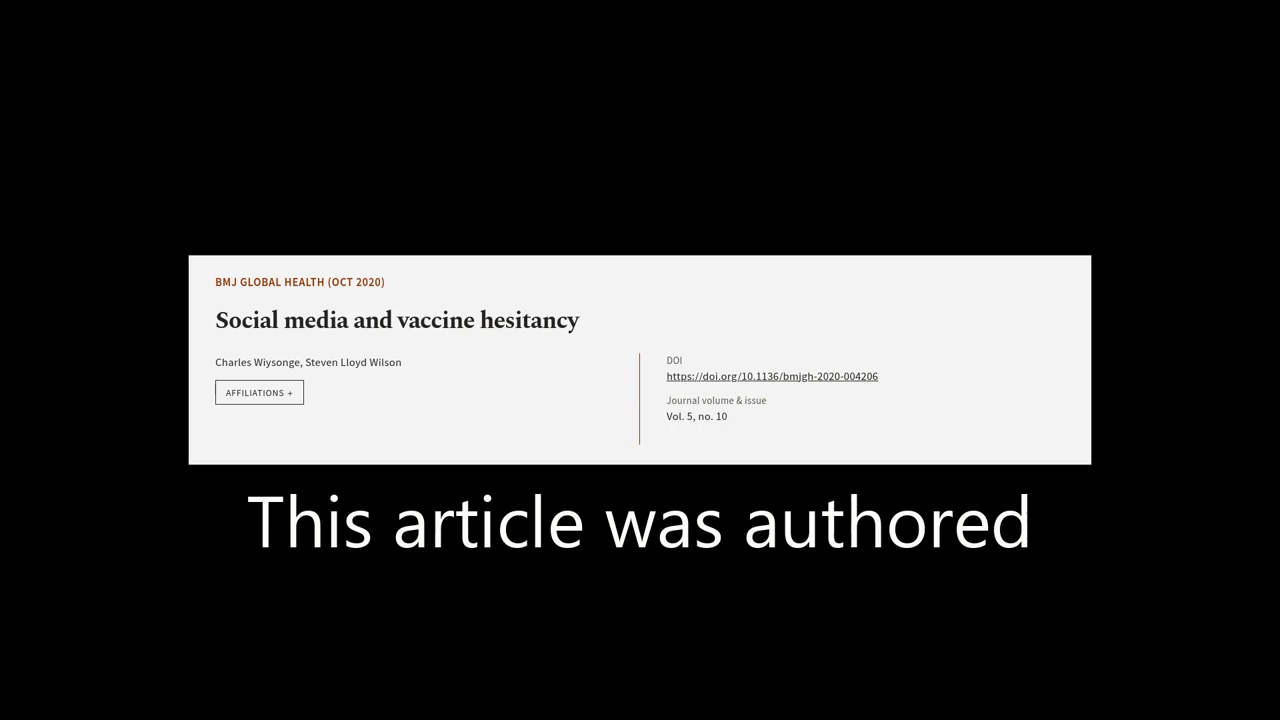 BMJ GLOBAL HEALTH (OCT 2020)
Social media and vaccine hesitancy
Charles Wiysonge, Steven Lloyd Wilson
AFFILIATIONS +
DOI
https://doi.org/10.1136/bmjgh-2020-004206
Journal volume & issue
Vol. 5, no. 10
This article was authored